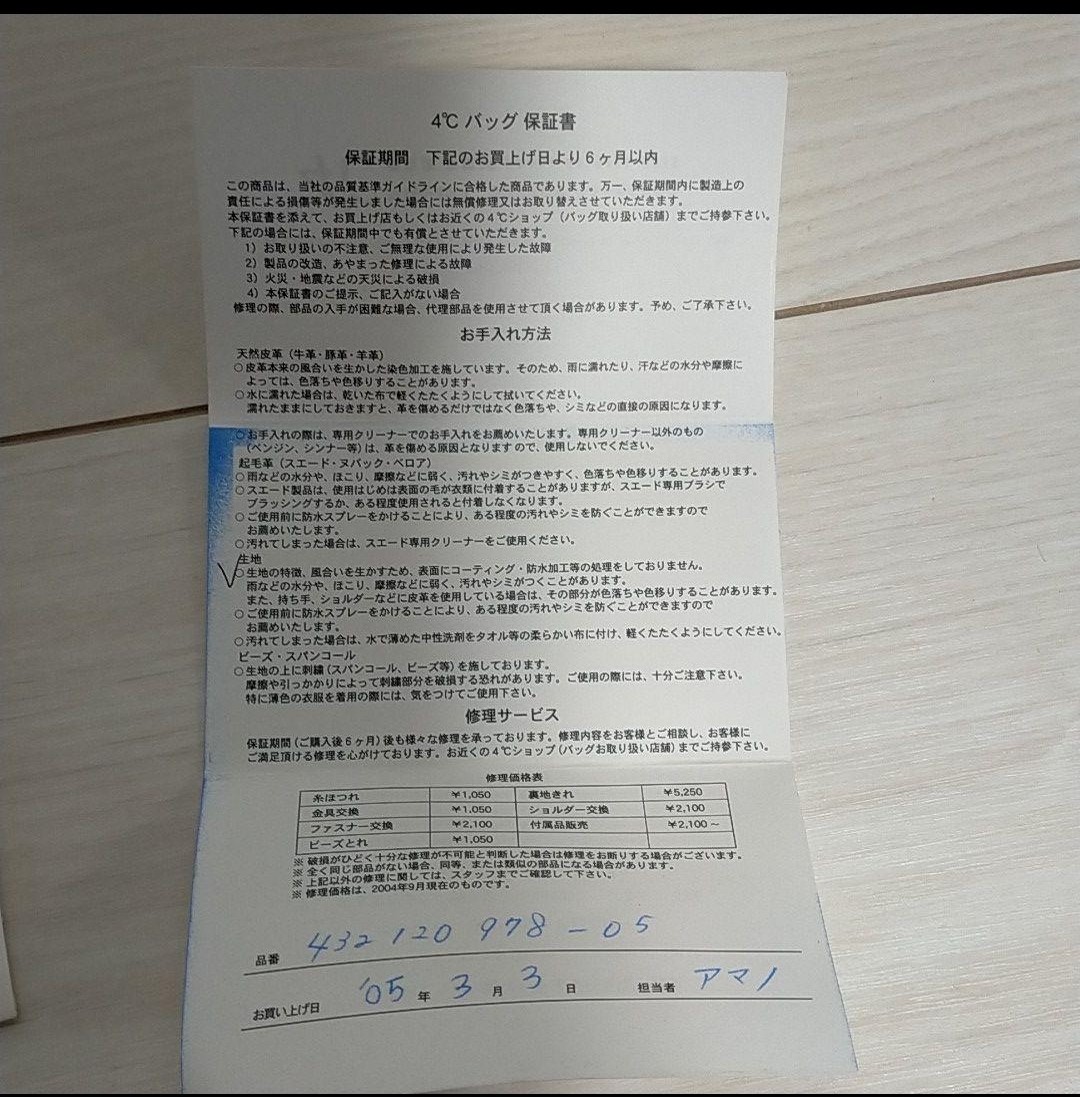 4℃ バッグ 保証書
保証期間　下記のお買上げ日より6ヶ月以内
この商品は、当社の品質基準ガイドラインに合格した商品であります。万一、保証期間内に製造上の
責任による損傷等が発生しました場合には無償修理又はお取り替えさせていただきます。
本保証書を添えて、お買上げ店もしくはお近くの4℃ショップ（バッグ取り扱い店舗）までご持参下さい。
下記の場合には、保証期間中でも有償とさせていただきます。
1）お取り扱いの不注意、ご無理な使用により発生した故障
2）製品の改造、あやまった修理による故障
3）火災・地震などの天災による破損
4）本保証書のご提示、ご記入がない場合
修理の際、部品の入手が困難な場合、代理部品を使用させて頂く場合があります。予め、ご了承下さい。
お手入れ方法
天然皮革（牛革・豚革・羊革）
○皮革本来の風合いを生かした染色加工を施しています。そのため、雨に濡れたり、汗などの水分や摩擦に
よっては、色落ちや色移りすることがあります。
○水に濡れた場合は、乾いた布で軽くたたくようにして拭いてください。
濡れたままにしておきますと、革を傷めるだけではなく色落ちや、シミなどの直接の原因になります。
○お手入れの際は、専用クリーナーでのお手入れをお薦めいたします。専用クリーナー以外のもの
（ベンジン、シンナー等）は、革を傷める原因となりますので、使用しないでください。
起毛革（スエード・ヌバック・ベロア）
○雨などの水分や、ほこり、摩擦などに弱く、汚れやシミがつきやすく、色落ちや色移りすることがあります。
○スエード製品は、使用はじめは表面の毛が衣類に付着することがありますが、スエード専用ブラシで
ブラッシングするか、ある程度使用されると付着しなくなります。
○ご使用前に防水スプレーをかけることにより、ある程度の汚れやシミを防ぐことができますので
お薦めいたします。
○汚れてしまった場合は、スエード専用クリーナーをご使用ください。
生地
○生地の特徴、風合いを生かすため、表面にコーティング・防水加工等の処理をしておりません。
雨などの水分や、ほこり、摩擦などに弱く、汚れやシミがつくことがあります。
また、持ち手、ショルダーなどに皮革を使用している場合は、その部分が色落ちや色移りすることがあります。
○ご使用前に防水スプレーをかけることにより、ある程度の汚れやシミを防ぐことができますので
お薦めいたします。
○汚れてしまった場合は、水で薄めた中性洗剤をタオル等の柔らかい布に付け、軽くたたくようにしてください。
ビーズ・スパンコール
○生地の上に刺繍（スパンコール、ビーズ等）を施しております。
摩擦や引っかかりによって刺繍部分を破損する恐れがあります。ご使用の際には、十分ご注意下さい。
特に薄色の衣服を着用の際には、気をつけてご使用下さい。
修理サービス
保証期間（ご購入後6ヶ月）後も様々な修理を承っております。修理内容をお客様とご相談し、お客様に
ご満足頂ける修理を心がけております。お近くの4℃ショップ（バッグお取り扱い店舗）までご持参下さい。
修理価格表
糸ほつれ ￥1,050 裏地きれ ￥5,250
金具交換 ￥1,050 ショルダー交換 ￥2,100
ファスナー交換 ￥2,100 付属品販売 ￥2,100～
ビーズとれ ￥1,050
※ 破損がひどく十分な修理が不可能と判断した場合は修理をお断りする場合がございます。
※ 全く同じ部品がない場合、同等、または類似の部品になる場合があります。
※ 上記以外の修理に関しては、スタッフまでご確認して下さい。
※ 修理価格は、2004年9月現在のものです。
品番 432 120 978-05
お買い上げ日 '05 年 3 月 3 日 担当者 アマノ